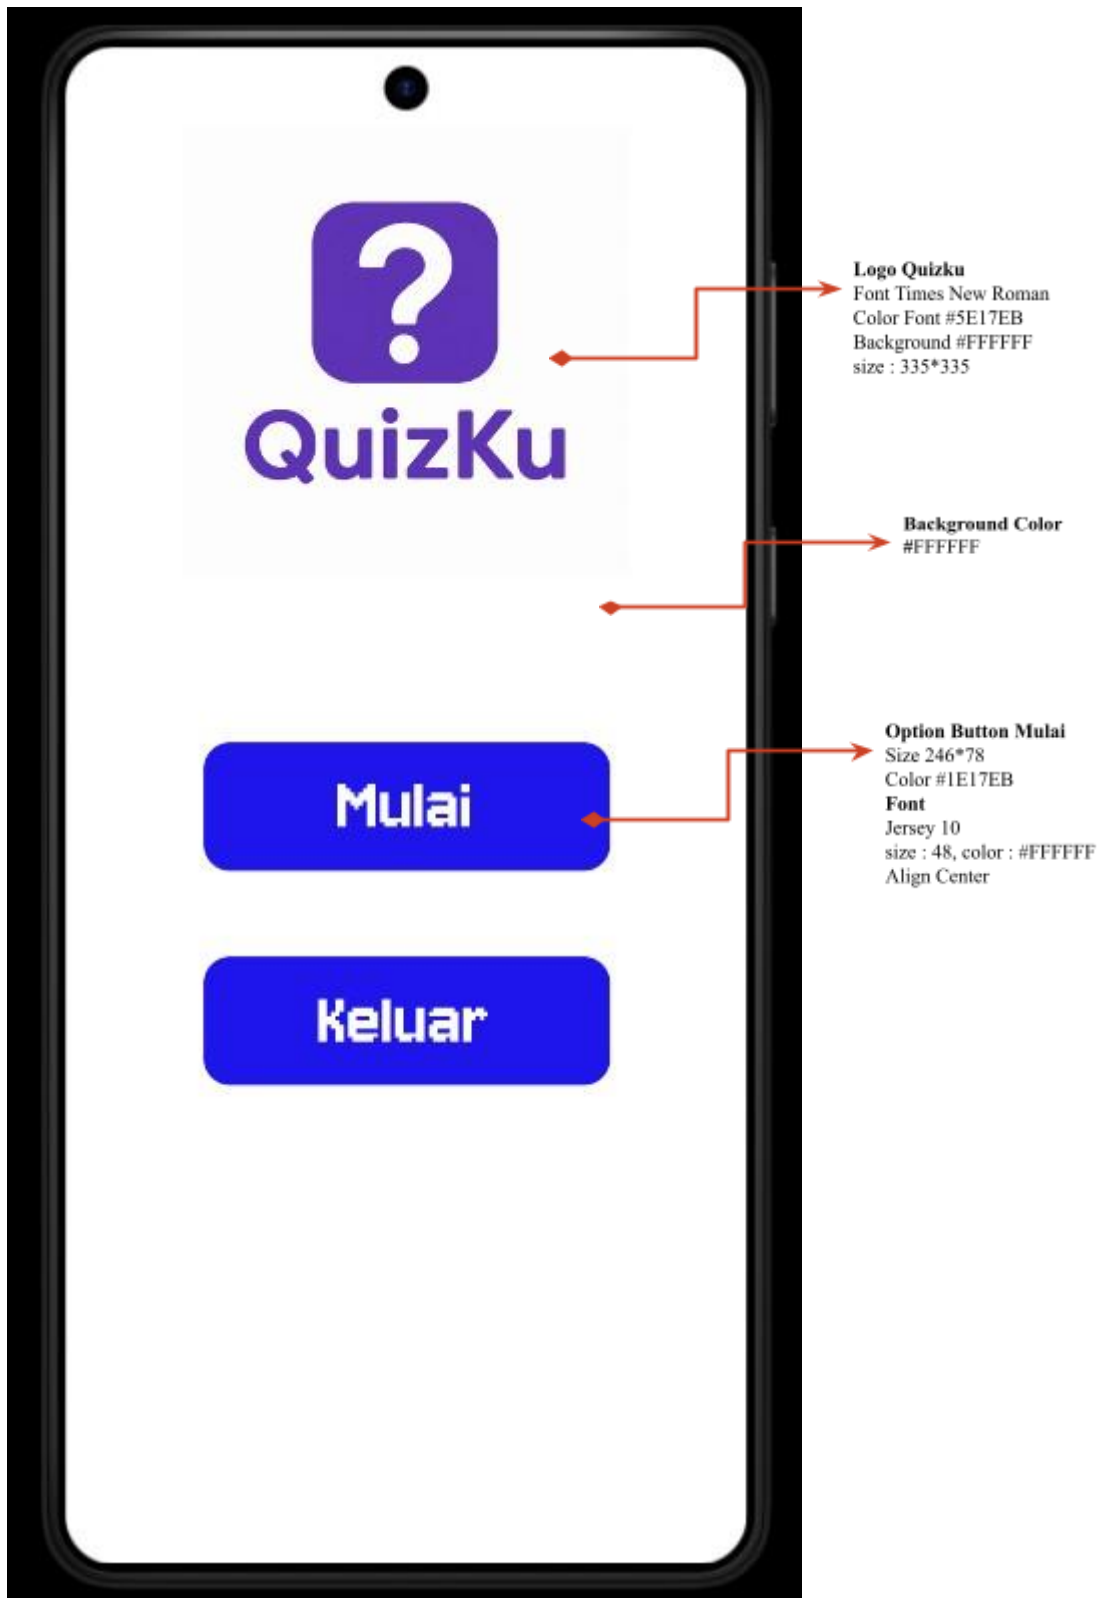 ?
QuizKu
Mulai
Keluar
Logo Quizku
Font Times New Roman
Color Font #5E17EB
Background #FFFFFF
size : 335*335
Background Color
#FFFFFF
Option Button Mulai
Size 246*78
Color #1E17EB
Font
Jersey 10
size : 48, color : #FFFFFF
Align Center